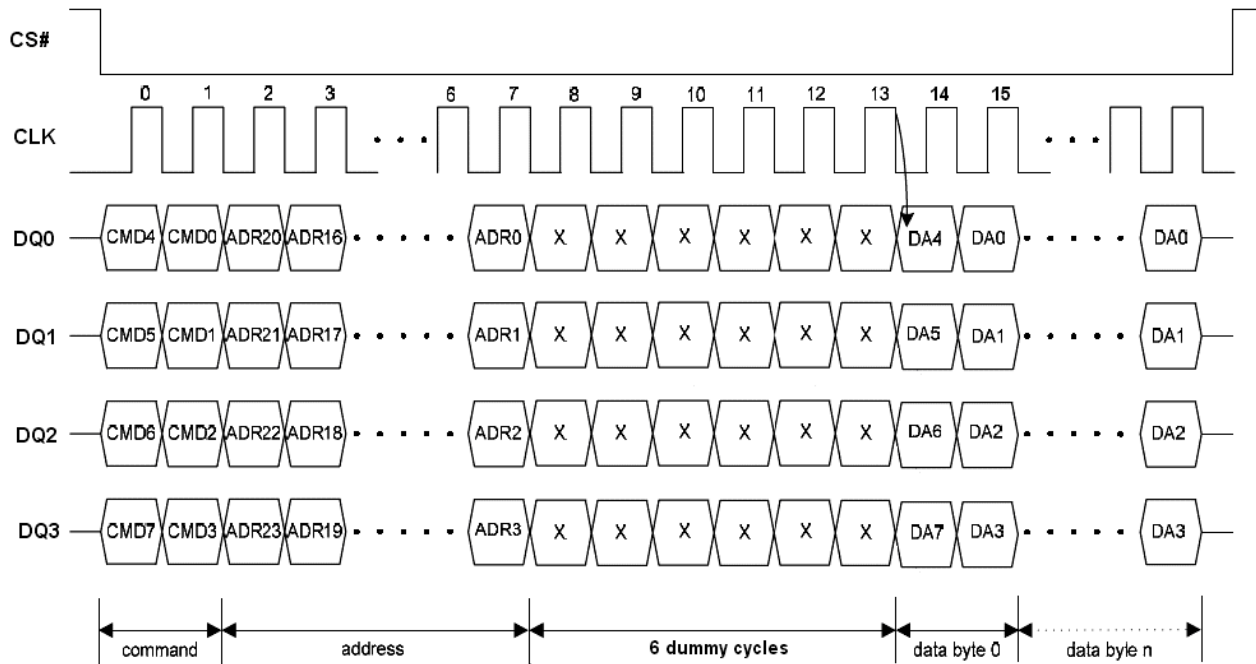 CS#
0 1 2 3 6 7 8 9 10 11 12 13 14 15
CLK
DQ0 CMD4 CMD0 ADR20 ADR16 ADR0 X X X X X X DA4 DA0 DA0
DQ1 CMD5 CMD1 ADR21 ADR17 ADR1 X X X X X X DA5 DA1 DA1
DQ2 CMD6 CMD2 ADR22 ADR18 ADR2 X X X X X X DA6 DA2 DA2
DQ3 CMD7 CMD3 ADR23 ADR19 ADR3 X X X X X X DA7 DA3 DA3
command address 6 dummy cycles data byte 0 data byle n